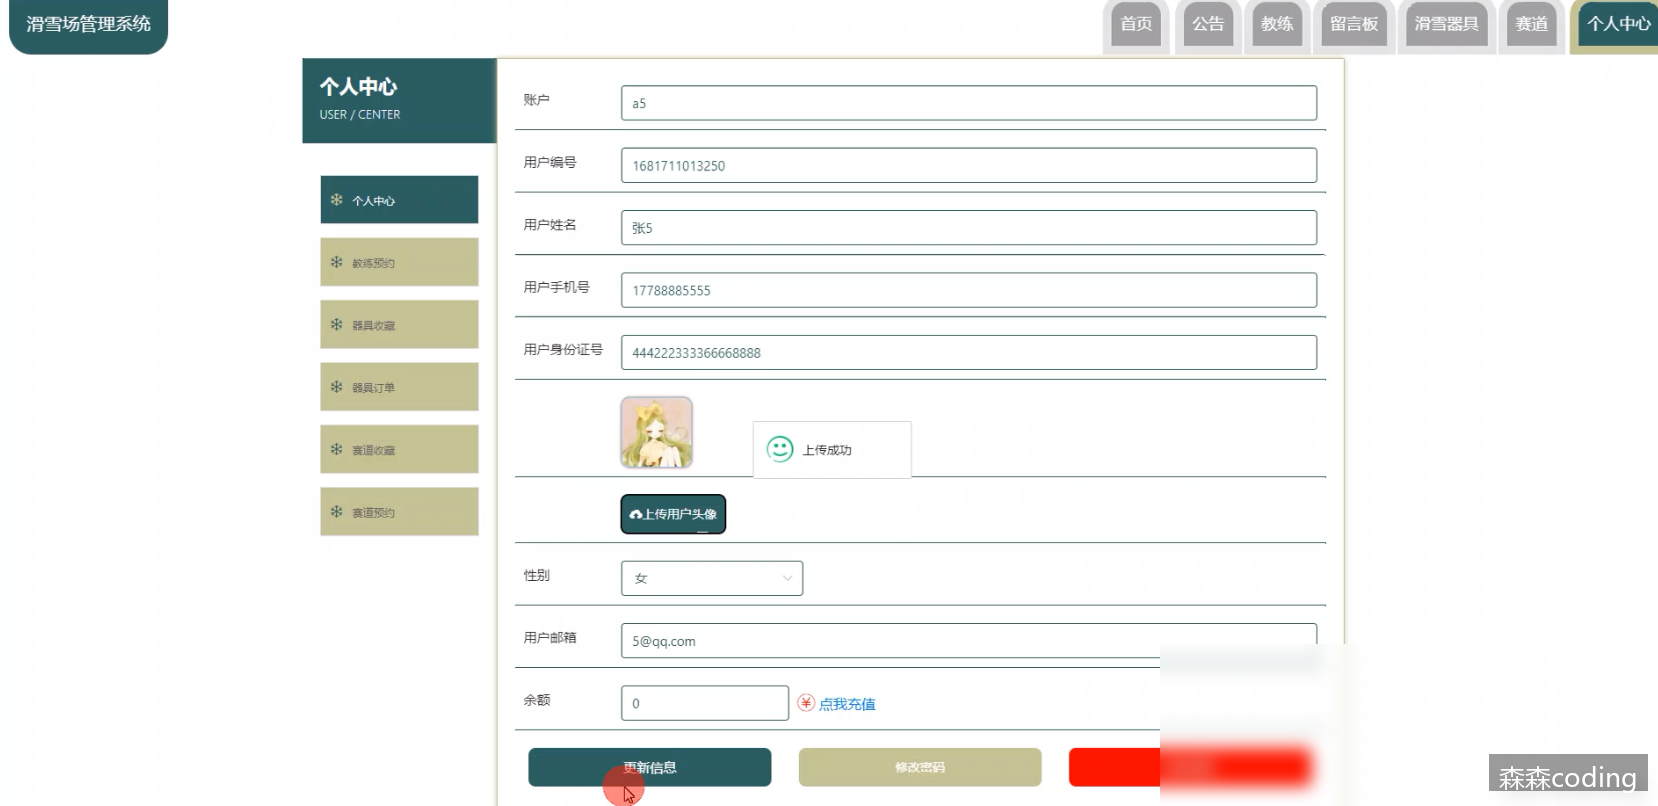 滑雪场管理系统
首页
公告
教练
留言板
滑雪器具
赛道
个人中心
个人中心
USER / CENTER
个人中心
教练预约
器具收藏
器具订单
赛道收藏
赛道预约
账户
a5
用户编号
1681711013250
用户姓名
张5
用户手机号
17788885555
用户身份证号
444222333366668888
上传成功
上传用户头像
性别
女
用户邮箱
5@qq.com
余额
0
点我充值
更新信息
修改密码
森森coding